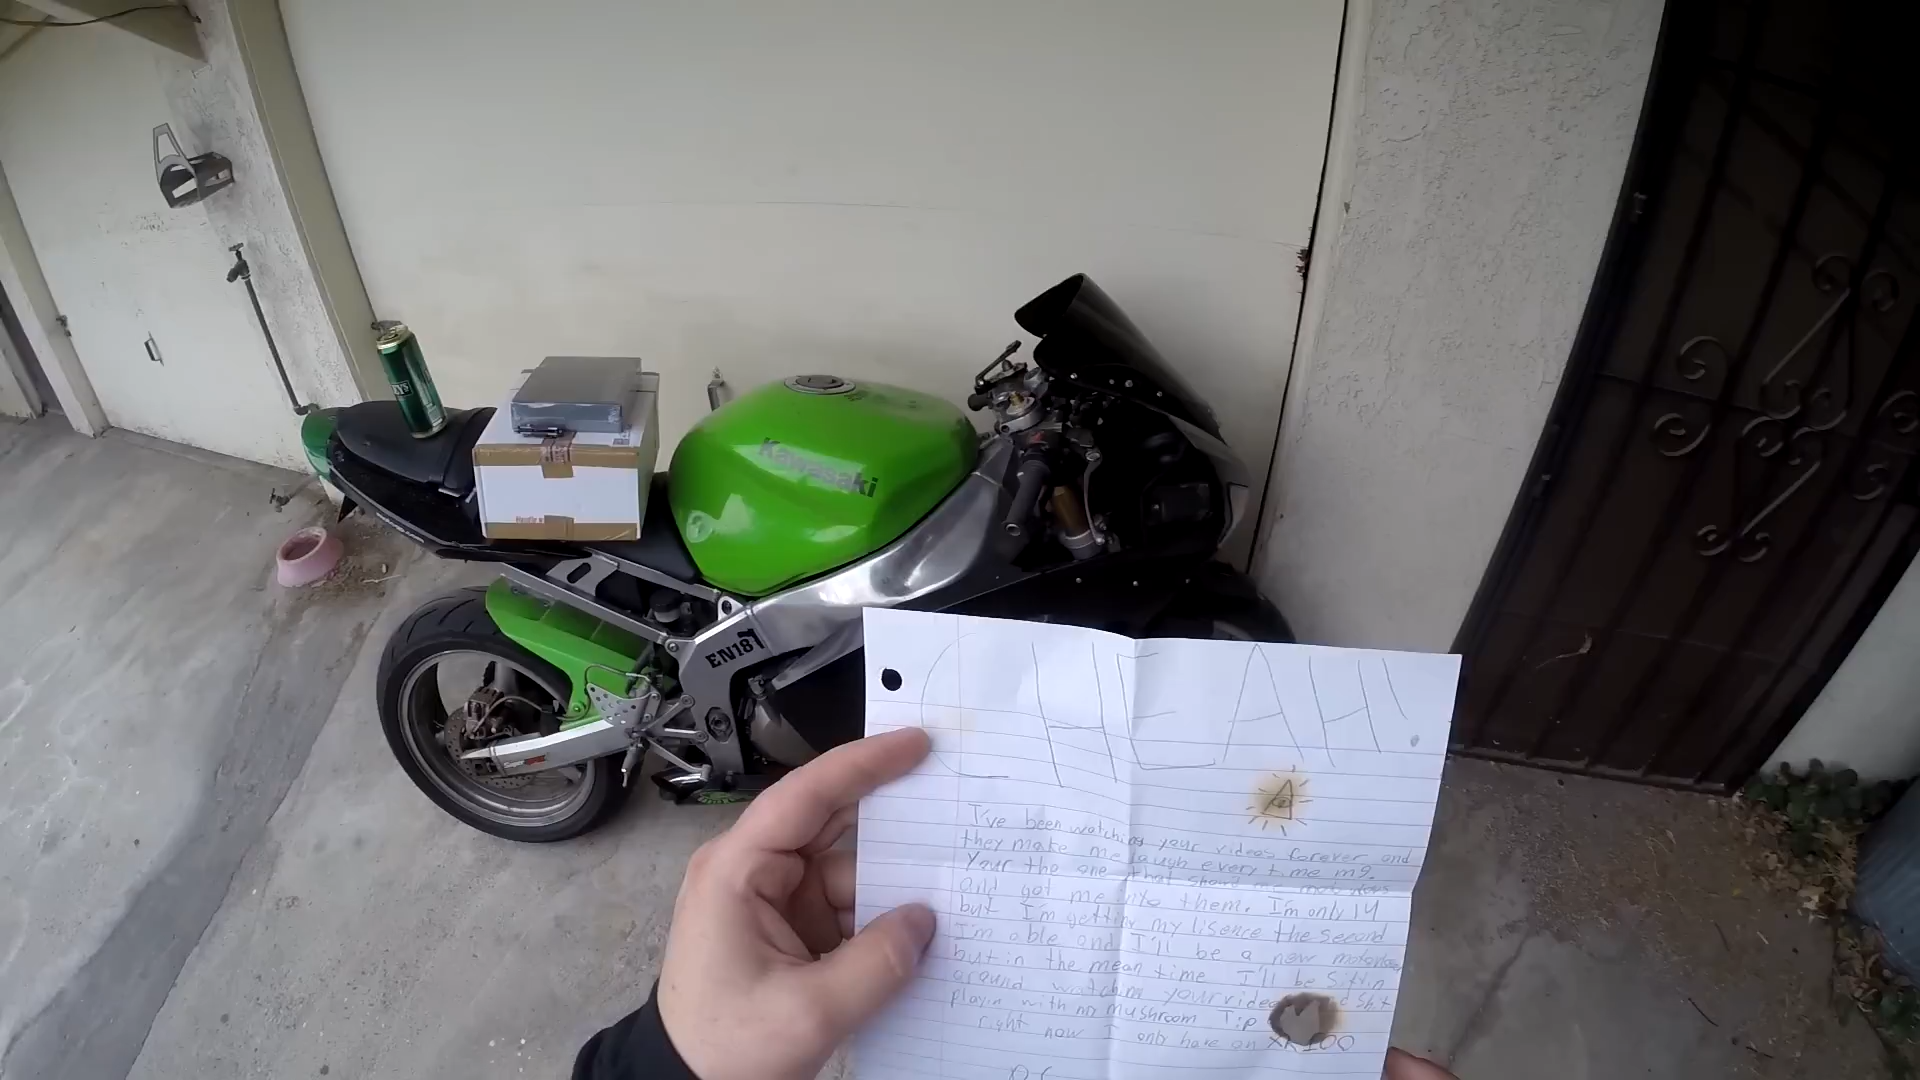 Kawasaki
EN187
CHEAH!
I've been watching your videos forever and
they make me laugh every time mg.
Your the one that
and got me into them. I'm only 14
but I'm getting my lisence the second
I'm able and I'll be a new
but in the mean time I'll be sittin
around watchin your shit
playin with my mushroom Tip
right now I only have an XR100